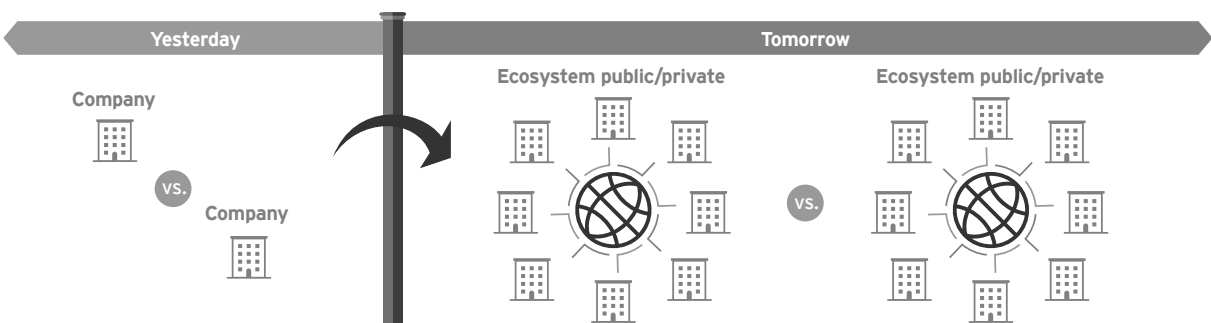 Yesterday
Tomorrow
Company
vs.
Company
Ecosystem public/private
vs.
Ecosystem public/private